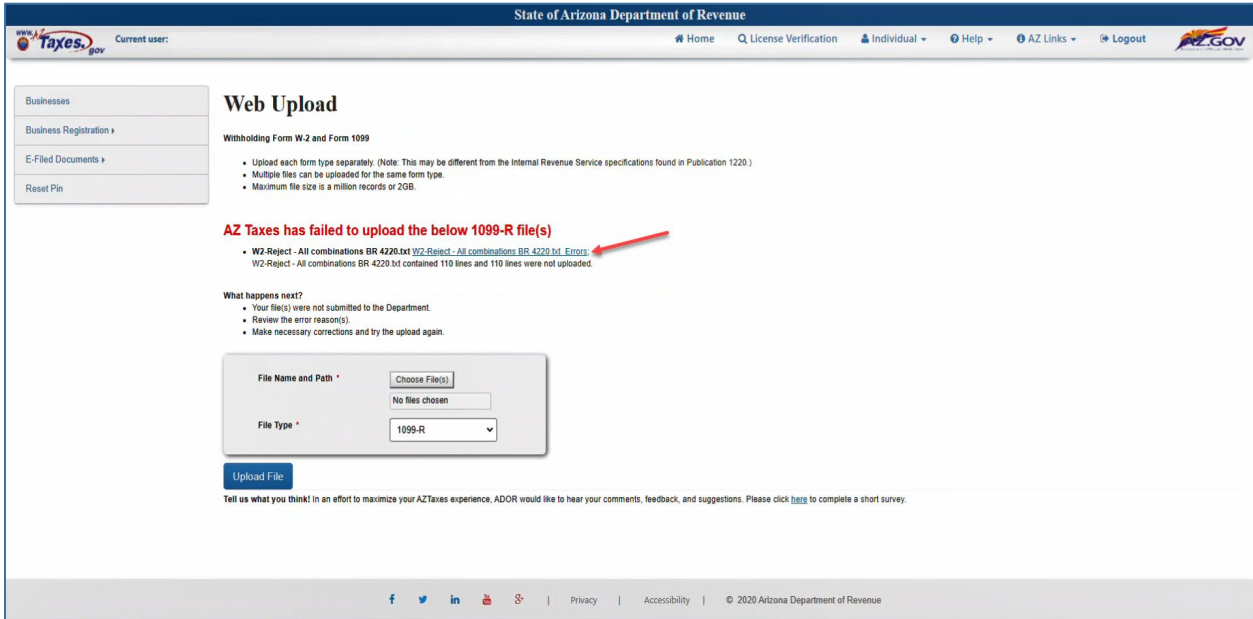 State of Arizona Department of Revenue
www.AZ
Taxes.gov
Current user:
Home
License Verification
Individual
Help
AZ Links
Logout
AZ.GOV
Businesses
Business Registration
E-Filed Documents
Reset Pin
Web Upload
Withholding Form W-2 and Form 1099
• Upload each form type separately. (Note: This may be different from the Internal Revenue Service specifications found in Publication 1220.)
• Multiple files can be uploaded for the same form type.
• Maximum file size is a million records or 2GB.
AZ Taxes has failed to upload the below 1099-R file(s)
• W2-Reject - All combinations BR 4220.txt W2-Reject - All combinations BR 4220.txt_Errors:
W2-Reject - All combinations BR 4220.txt contained 110 lines and 110 lines were not uploaded.
What happens next?
• Your file(s) were not submitted to the Department.
• Review the error reason(s).
• Make necessary corrections and try the upload again.
File Name and Path *
Choose File(s)
No files chosen
File Type *
1099-R
Upload File
Tell us what you think! In an effort to maximize your AZTaxes experience, ADOR would like to hear your comments, feedback, and suggestions. Please click here to complete a short survey.
Privacy | Accessibility | © 2020 Arizona Department of Revenue